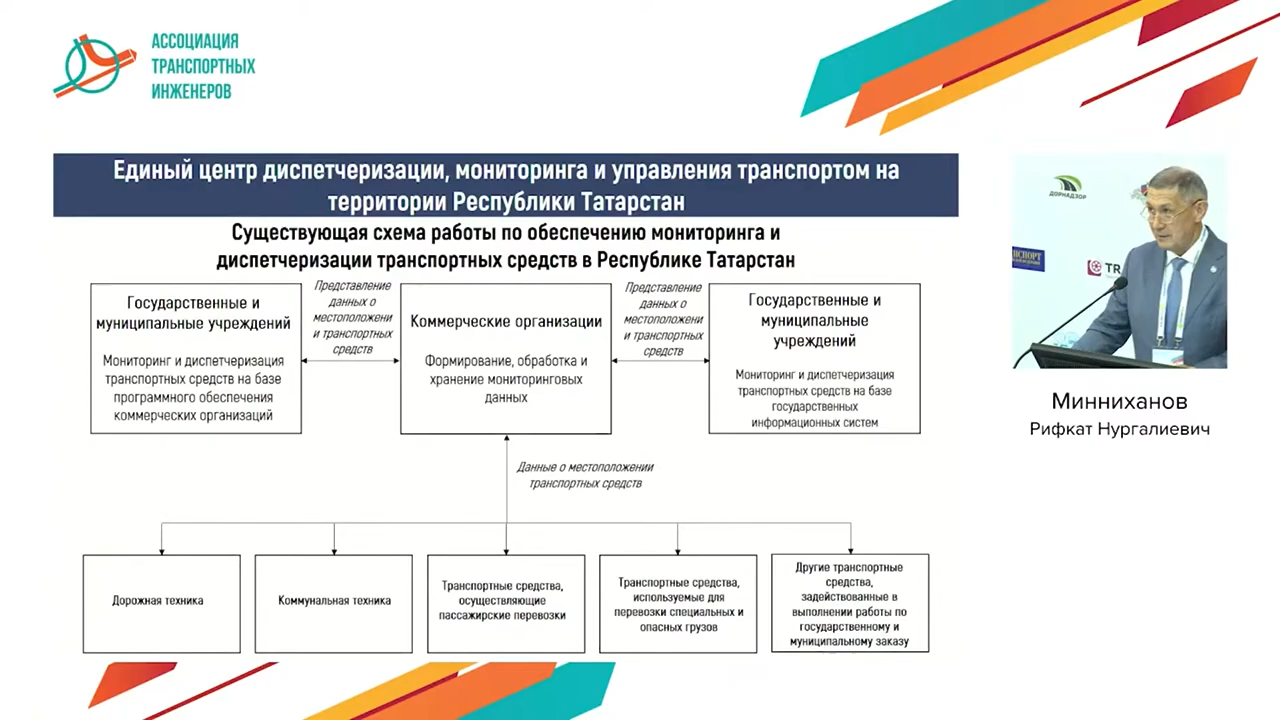 АССОЦИАЦИЯ
ТРАНСПОРТНЫХ
ИНЖЕНЕРОВ
Единый центр диспетчеризации, мониторинга и управления транспортом на
территории Республики Татарстан
Существующая схема работы по обеспечению мониторинга и
диспетчеризации транспортных средств в Республике Татарстан
Государственные и
муниципальные учреждений
Мониторинг и диспетчеризация
транспортных средств на базе
программного обеспечения
коммерческих организаций
Представление
данных о
местоположени
и транспортных
средств
Коммерческие организации
Формирование, обработка и
хранение мониторинговых
данных
Представление
данных о
местоположени
и транспортных
средств
Государственные и
муниципальные
учреждений
Мониторинг и диспетчеризация
транспортных средств на базе
государственных
информационных систем
Данные о местоположении
транспортных средств
Дорожная техника
Коммунальная техника
Транспортные средства,
осуществляющие
пассажирские перевозки
Транспортные средства,
используемые для
перевозки специальных и
опасных грузов
Другие транспортные
средства,
задействованные в
выполнении работы по
государственному и
муниципальному заказу
ДОРНАДЗОР
TR
Минниханов
Рифкат Нургалиевич